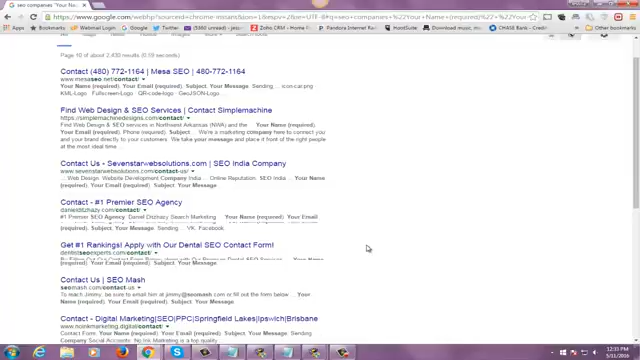 seo companies "Your Na
https://www.google.com/webhp?sourceid=chrome-instant&ion=1&espv=2&ie=UTF-8#q=seo+companies+%22Your+Name+(required)%22
Apps
Bookmarks
Webmail Login
Zoho CRM Home
Pandora Internet
HootSuite
Download music, mo
CHASE Bank
Page 10 of about 2,430 results (0.19 seconds)
Contact (480) 772-1164 | Mesa SEO | 480-772-1164
www.mesaseo.net/contact/
(required). Your Email (required). Subject. Your Message. Sending ... icon-car.png
KML-Logo · Fullscreen-Logo · QR-code-logo · GeoJSON-Logo
Find Web Design & SEO Services | Contact Simplemachine
https://simplemachinedesigns.com/contact/
Find Web Design & SEO Services in Northwest Arkansas (NWA) and the ... Your Name (required)
Your Email (required). Phone required). Subject ... We're a marketing company here to connect you
and your brand directly to your customers. We take your message and place it front of the right people
at the most ideal time...
Contact Us - Sevenstarwebsolutions.com | SEO India Company
www.sevenstarwebsolutions.com/contact-us/
... Web Design · Website Development Company India ... Online Reputation. SEO India ... Your Name
(required). Your Email (required). Subject. Your Message.
Contact - #1 Premier SEO Agency
danieldizhazy.com/contact/
#1 Premier SEO Agency · Daniel Dizhazy Search Marketing ... Your Name (required) Your Email
(required) Subject. Your Message. Sending ... VK. Facebook.
Get #1 Rankings! Apply with Our Dental SEO Contact Form!
dentistseoexperts.com/contact/
Your Name
(required). Your Email (required). Subject. Your Message.
Contact Us | SEO Mash
seomash.com/contact-us
To reach Jimmy, be sure to email him at jimmy@seomash.com or fill out the form below ... Your Name
(required). Your Email (required). Subject. Your Message.
Contact - Digital Marketing|SEO|PPC|Springfield Lakes|Ipswich|Brisbane
www.noinkmarketing.digital/contact/
Contact Form. Your Name (required) Your Email (required). Subject. Your Message.
Company Social Accounts. No Ink Marketing is a Digital
12:33 PM
5/11/2016